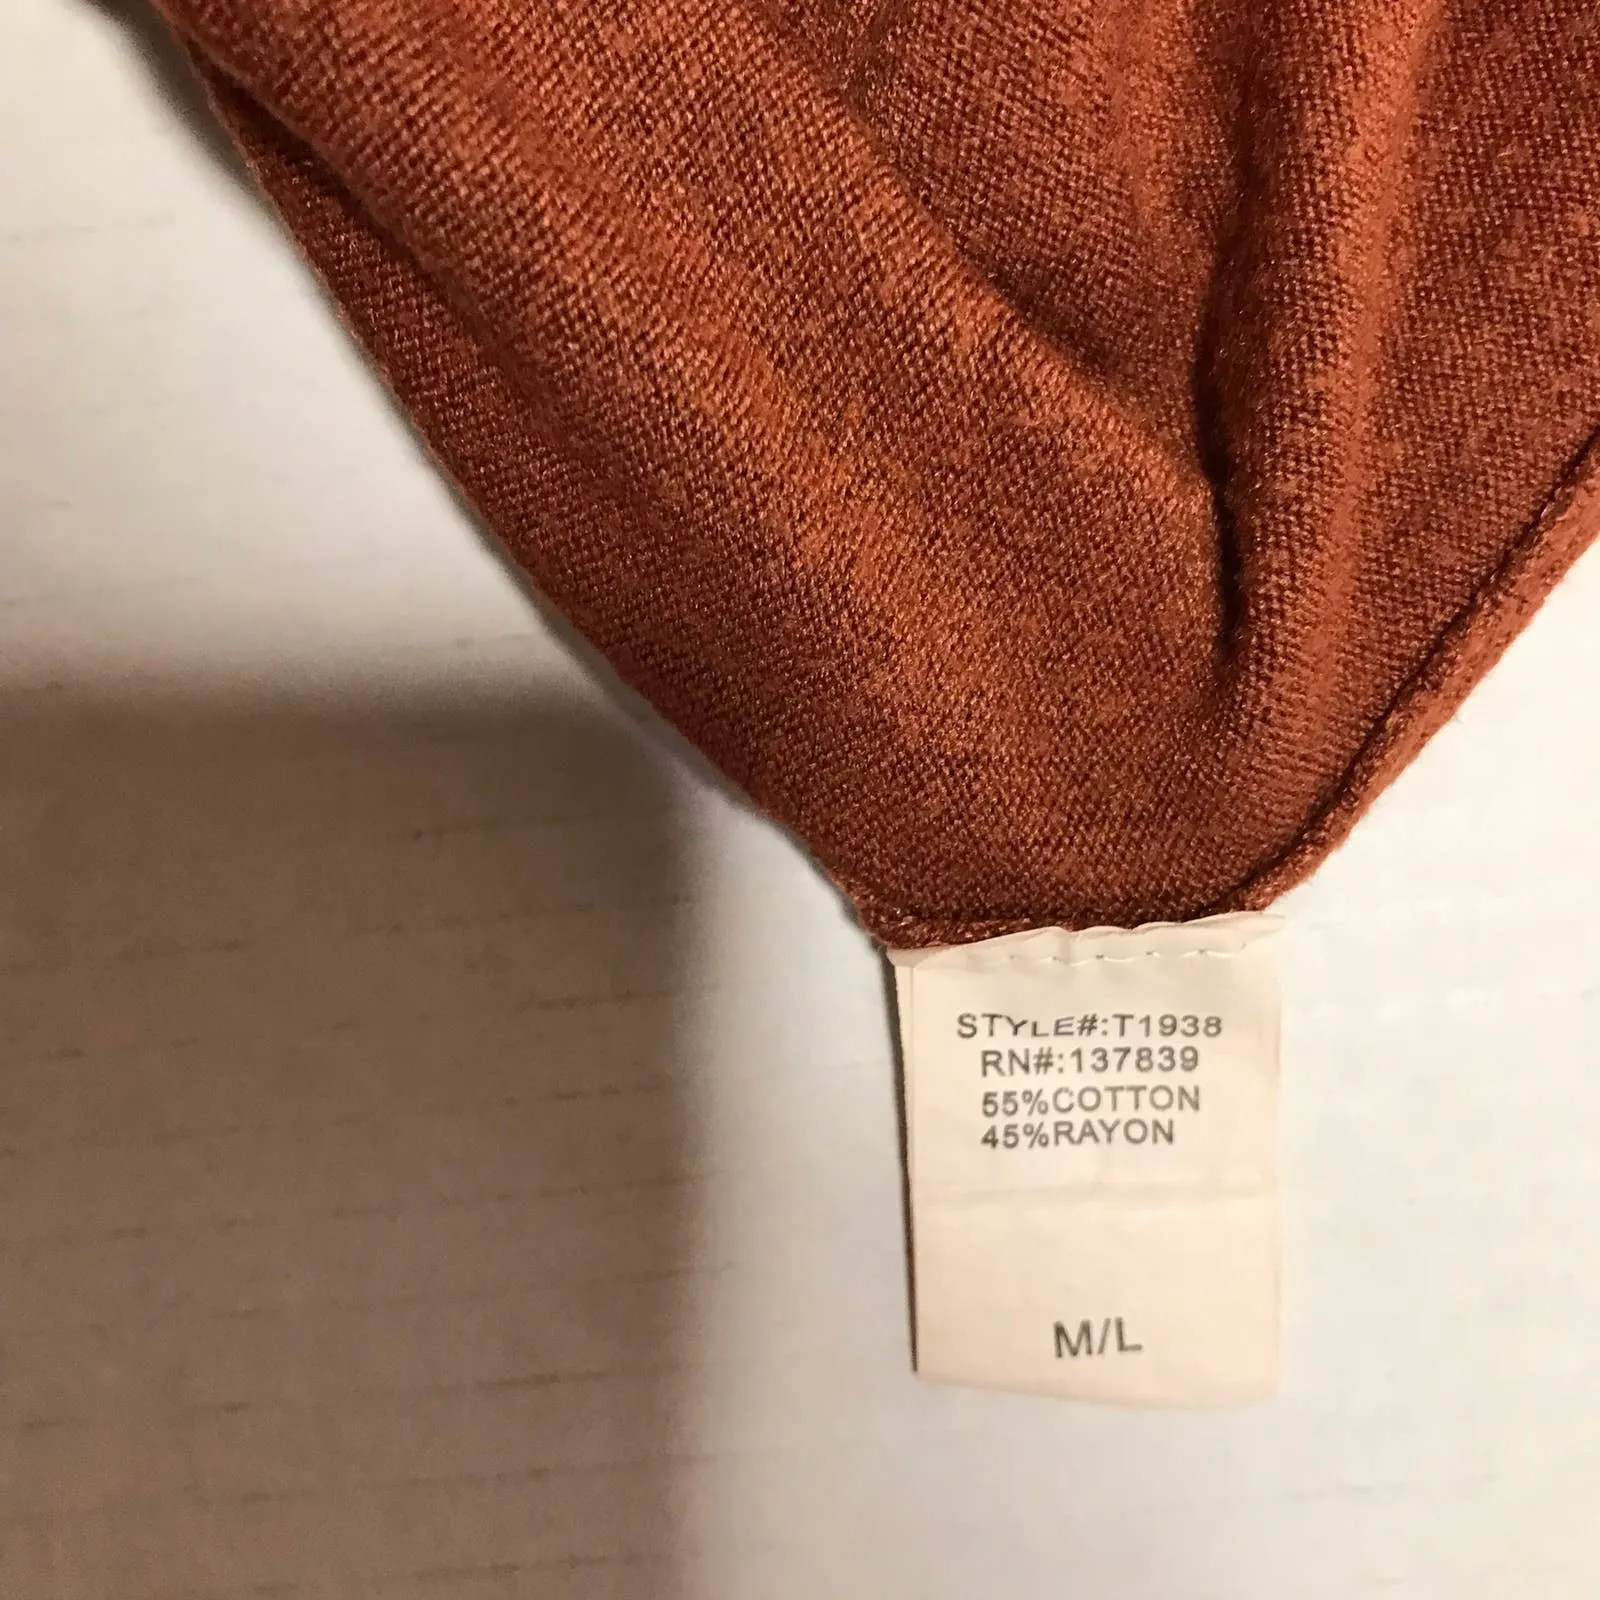 STYLE#:T1938
RN#:137839
55%COTTON
45%RAYON
M/L